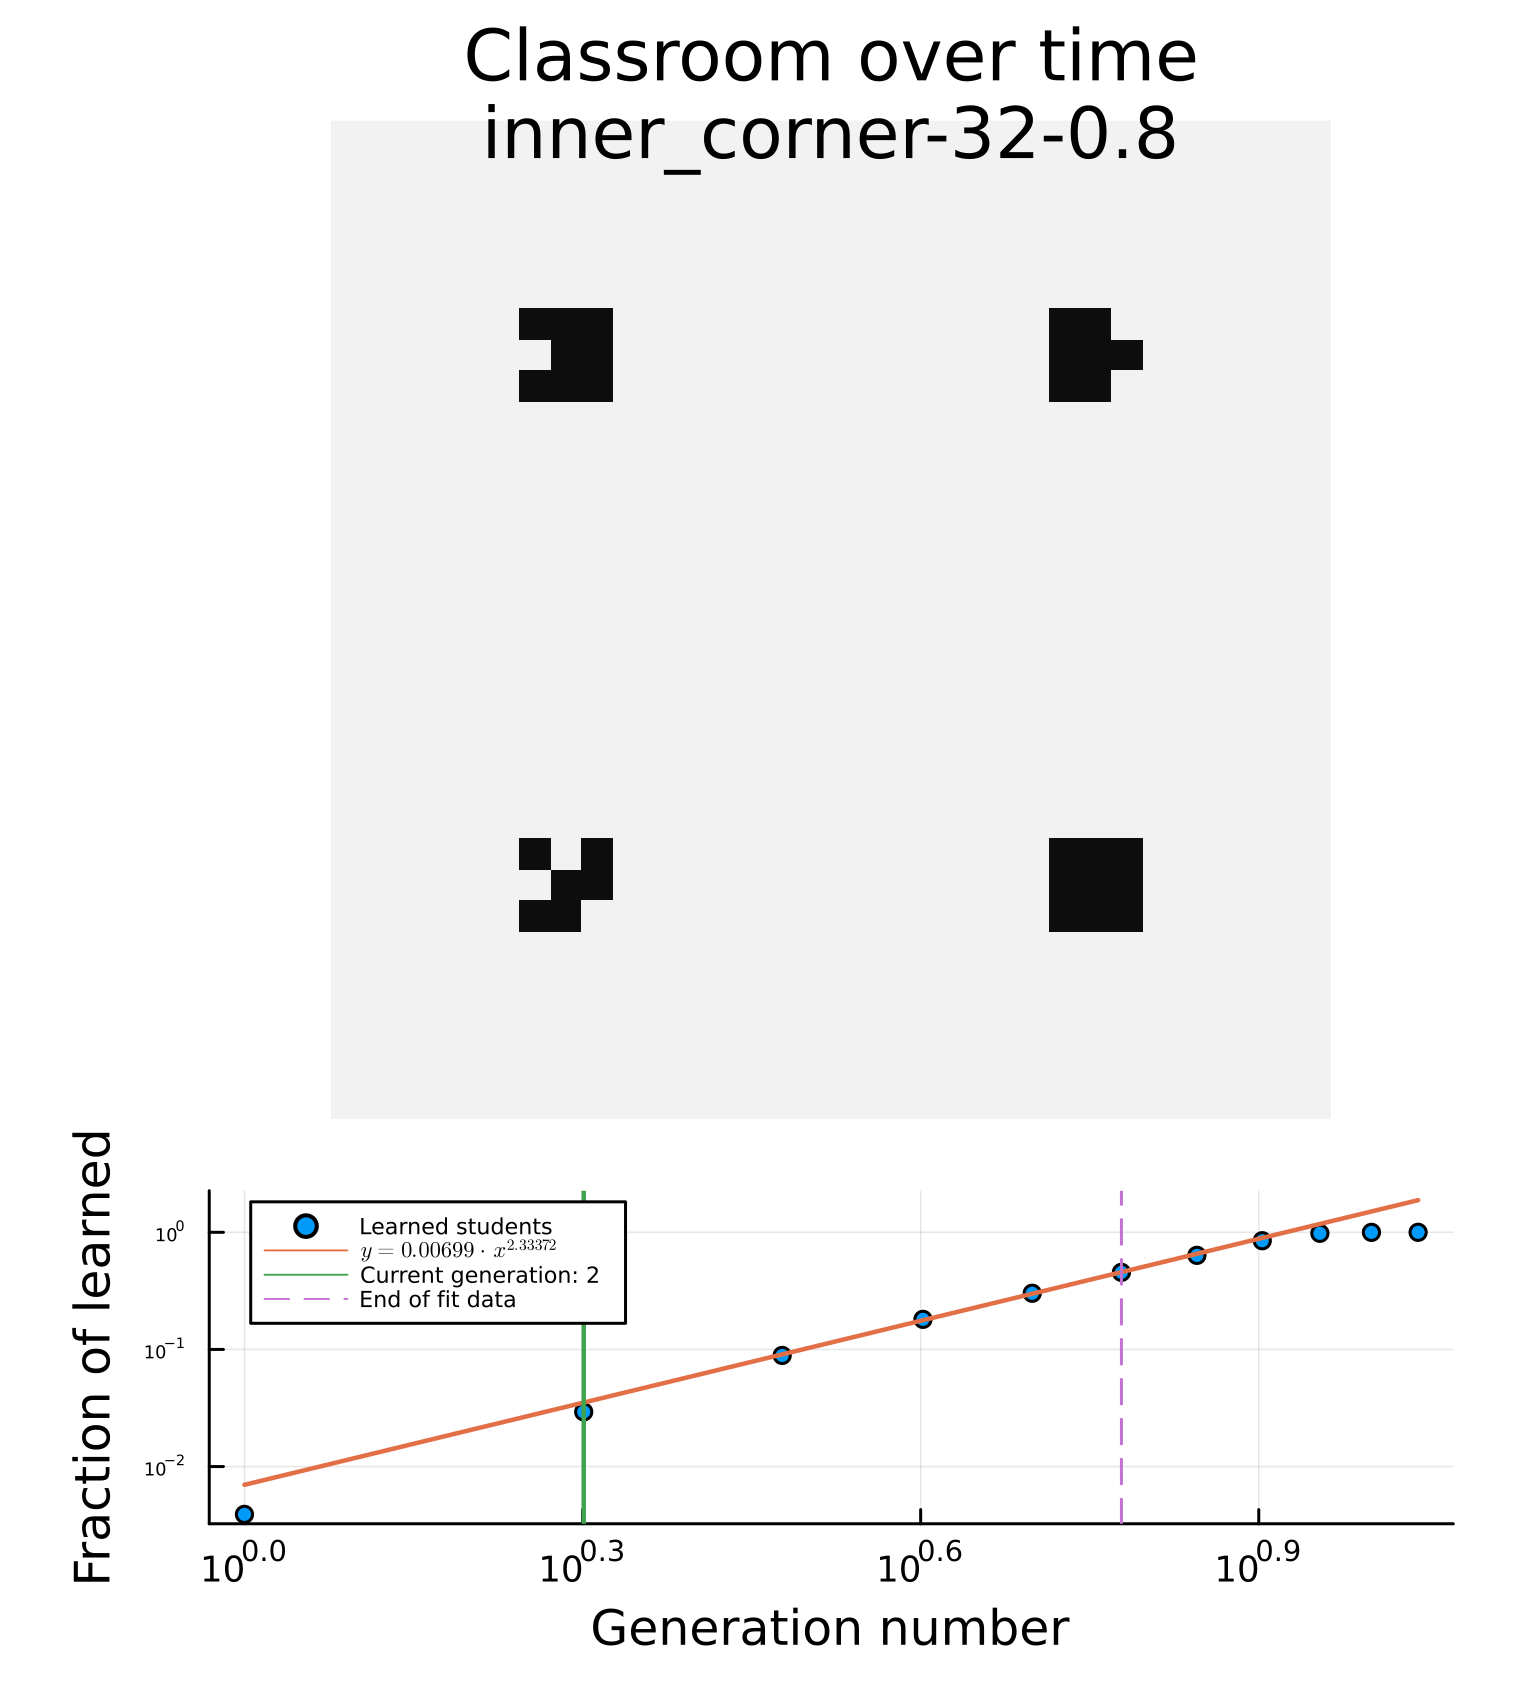 Classroom over time
inner_corner-32-0.8
Fraction of learned
10^0
10^−1
10^−2
Learned students
y = 0.00699 · x^2.33372
Current generation: 2
End of fit data
10^0.0
10^0.3
10^0.6
10^0.9
Generation number